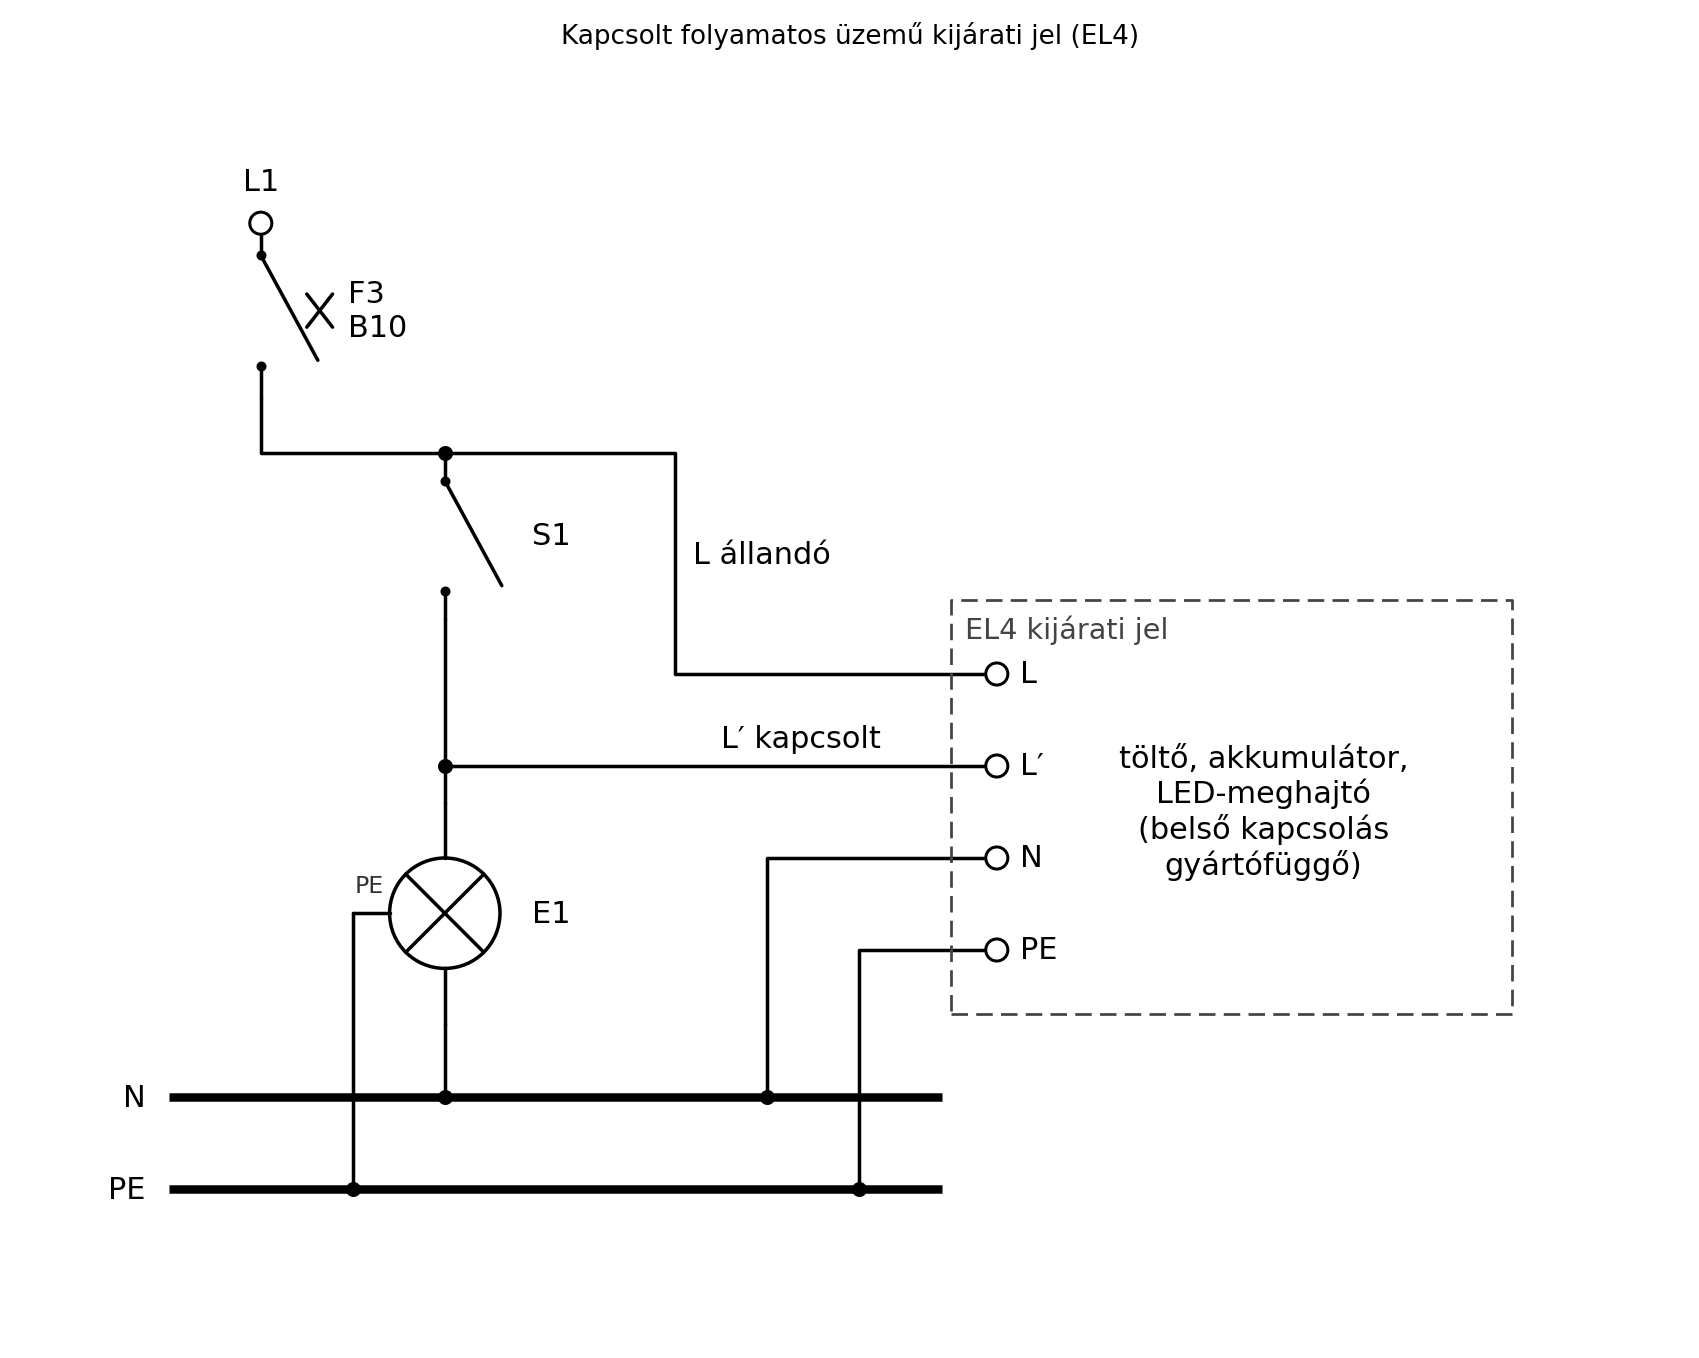 Kapcsolt folyamatos üzemű kijárati jel (EL4)
L1
F3
B10
S1
L állandó
EL4 kijárati jel
L
L′ kapcsolt
L′
töltő, akkumulátor,
LED-meghajtó
(belső kapcsolás
gyártófüggő)
N
PE
E1
PE
N
PE